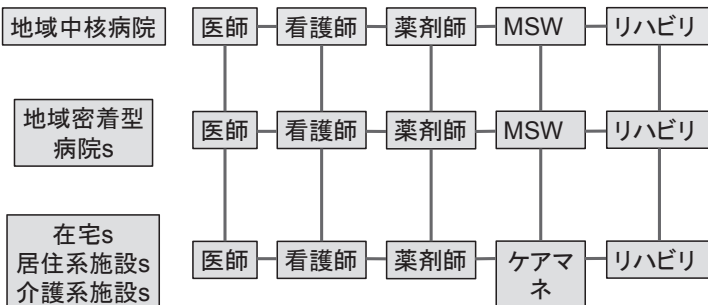 地域中核病院 医師 看護師 薬剤師 MSW リハビリ
地域密着型
病院s
医師 看護師 薬剤師 MSW リハビリ
在宅s
居住系施設s
介護系施設s
医師 看護師 薬剤師 ケアマ
ネ
リハビリ